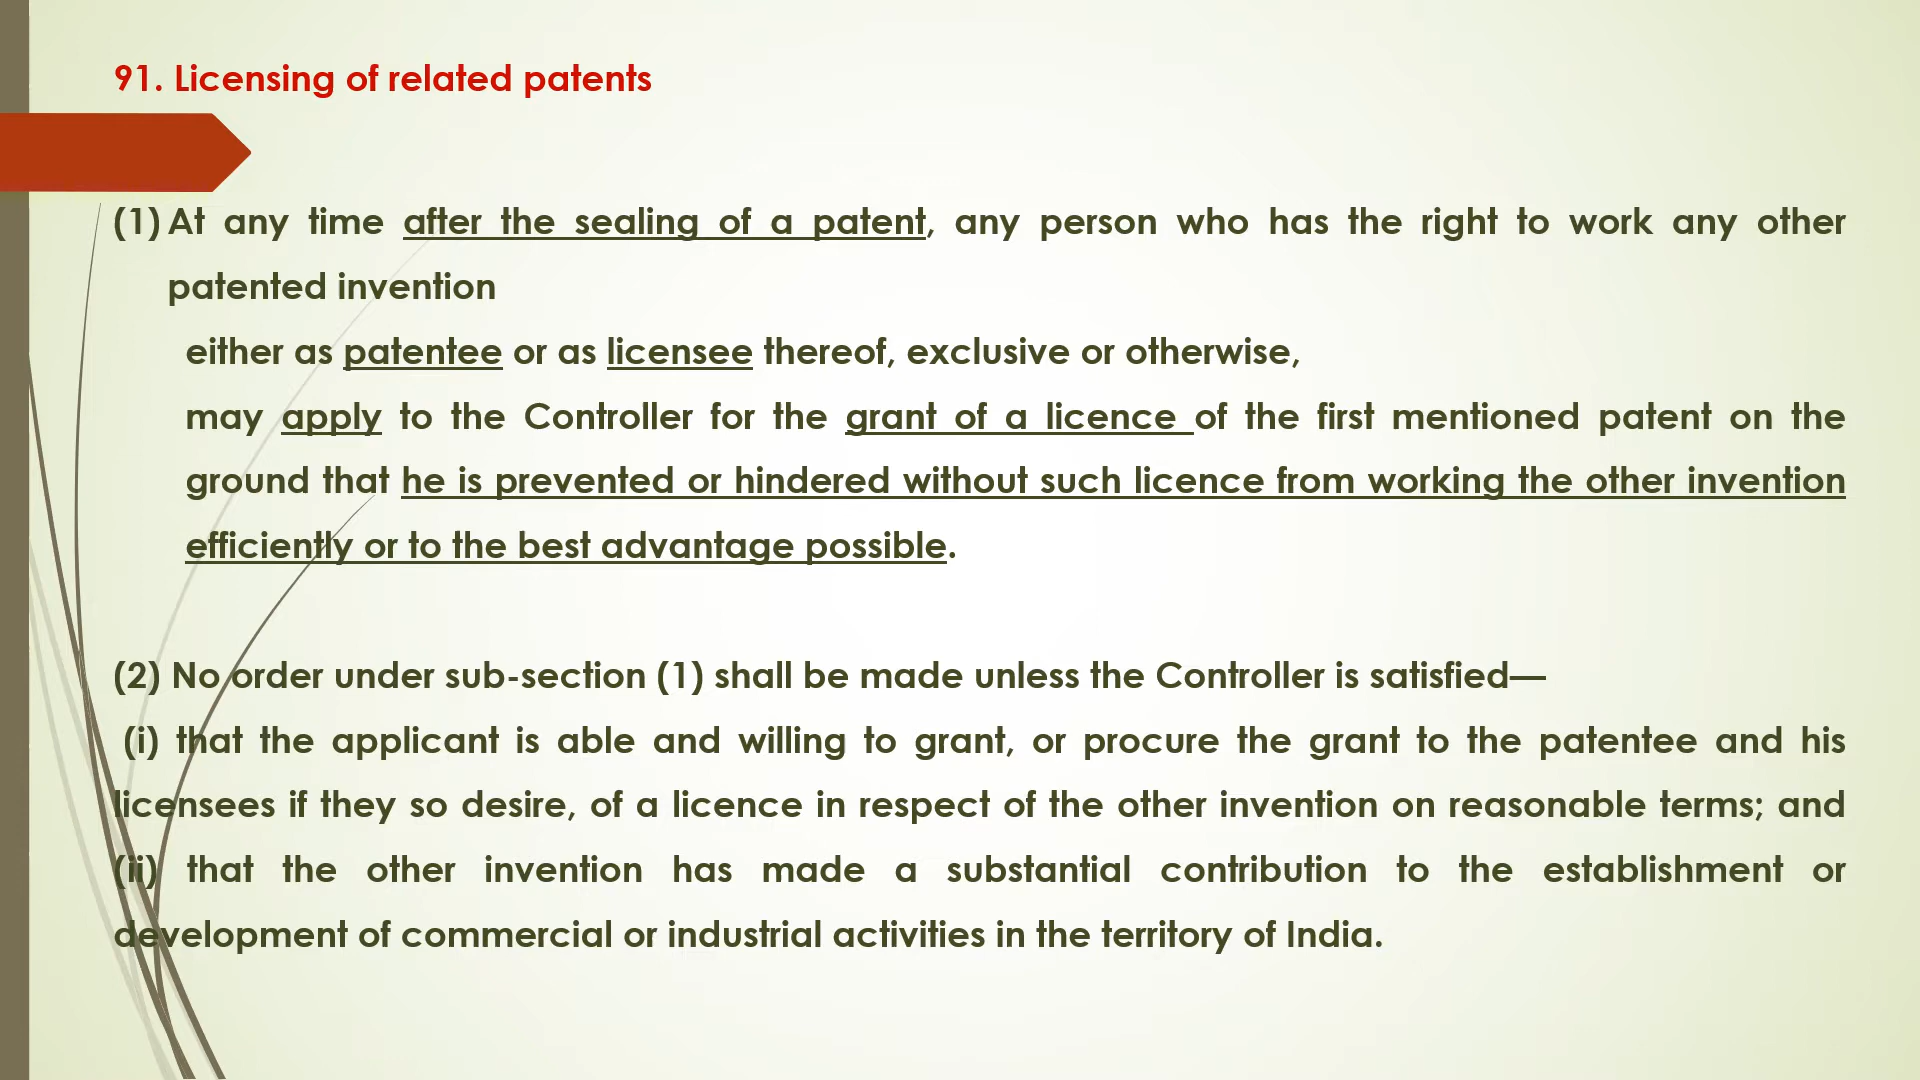 91. Licensing of related patents
(1) At any time after the sealing of a patent, any person who has the right to work any other
patented invention
either as patentee or as licensee thereof, exclusive or otherwise,
may apply to the Controller for the grant of a licence of the first mentioned patent on the
ground that he is prevented or hindered without such licence from working the other invention
efficiently or to the best advantage possible.
(2) No order under sub-section (1) shall be made unless the Controller is satisfied—
(i) that the applicant is able and willing to grant, or procure the grant to the patentee and his
licensees if they so desire, of a licence in respect of the other invention on reasonable terms; and
(ii) that the other invention has made a substantial contribution to the establishment or
development of commercial or industrial activities in the territory of India.